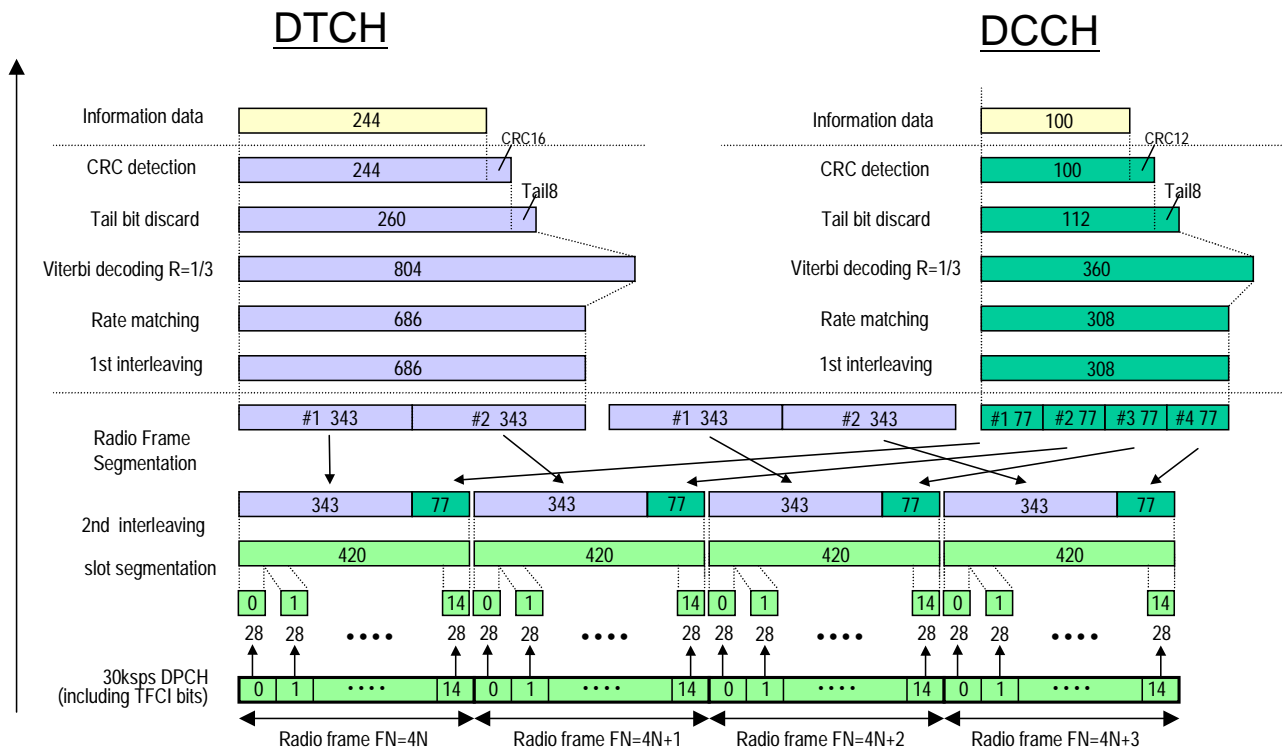 DTCH DCCH
Information data 244 Information data 100
CRC16 CRC12
CRC detection 244 CRC detection 100
Tail8 Tail8
Tail bit discard 260 Tail bit discard 112
Viterbi decoding R=1/3 804 Viterbi decoding R=1/3 360
Rate matching 686 Rate matching 308
1st interleaving 686 1st interleaving 308
#1 343 #2 343 #1 343 #2 343 #1 77 #2 77 #3 77 #4 77
Radio Frame
Segmentation
343 77 343 77 343 77 343 77
2nd interleaving
420 420 420 420
slot segmentation
0 1 14 0 1 14 0 1 14 0 1 14
28 28 •••• 28 28 28 •••• 28 28 28 •••• 28 28 28 •••• 28
30ksps DPCH
(including TFCI bits)
0 1 •••• 14 0 1 •••• 14 0 1 •••• 14 0 1 •••• 14
Radio frame FN=4N Radio frame FN=4N+1 Radio frame FN=4N+2 Radio frame FN=4N+3